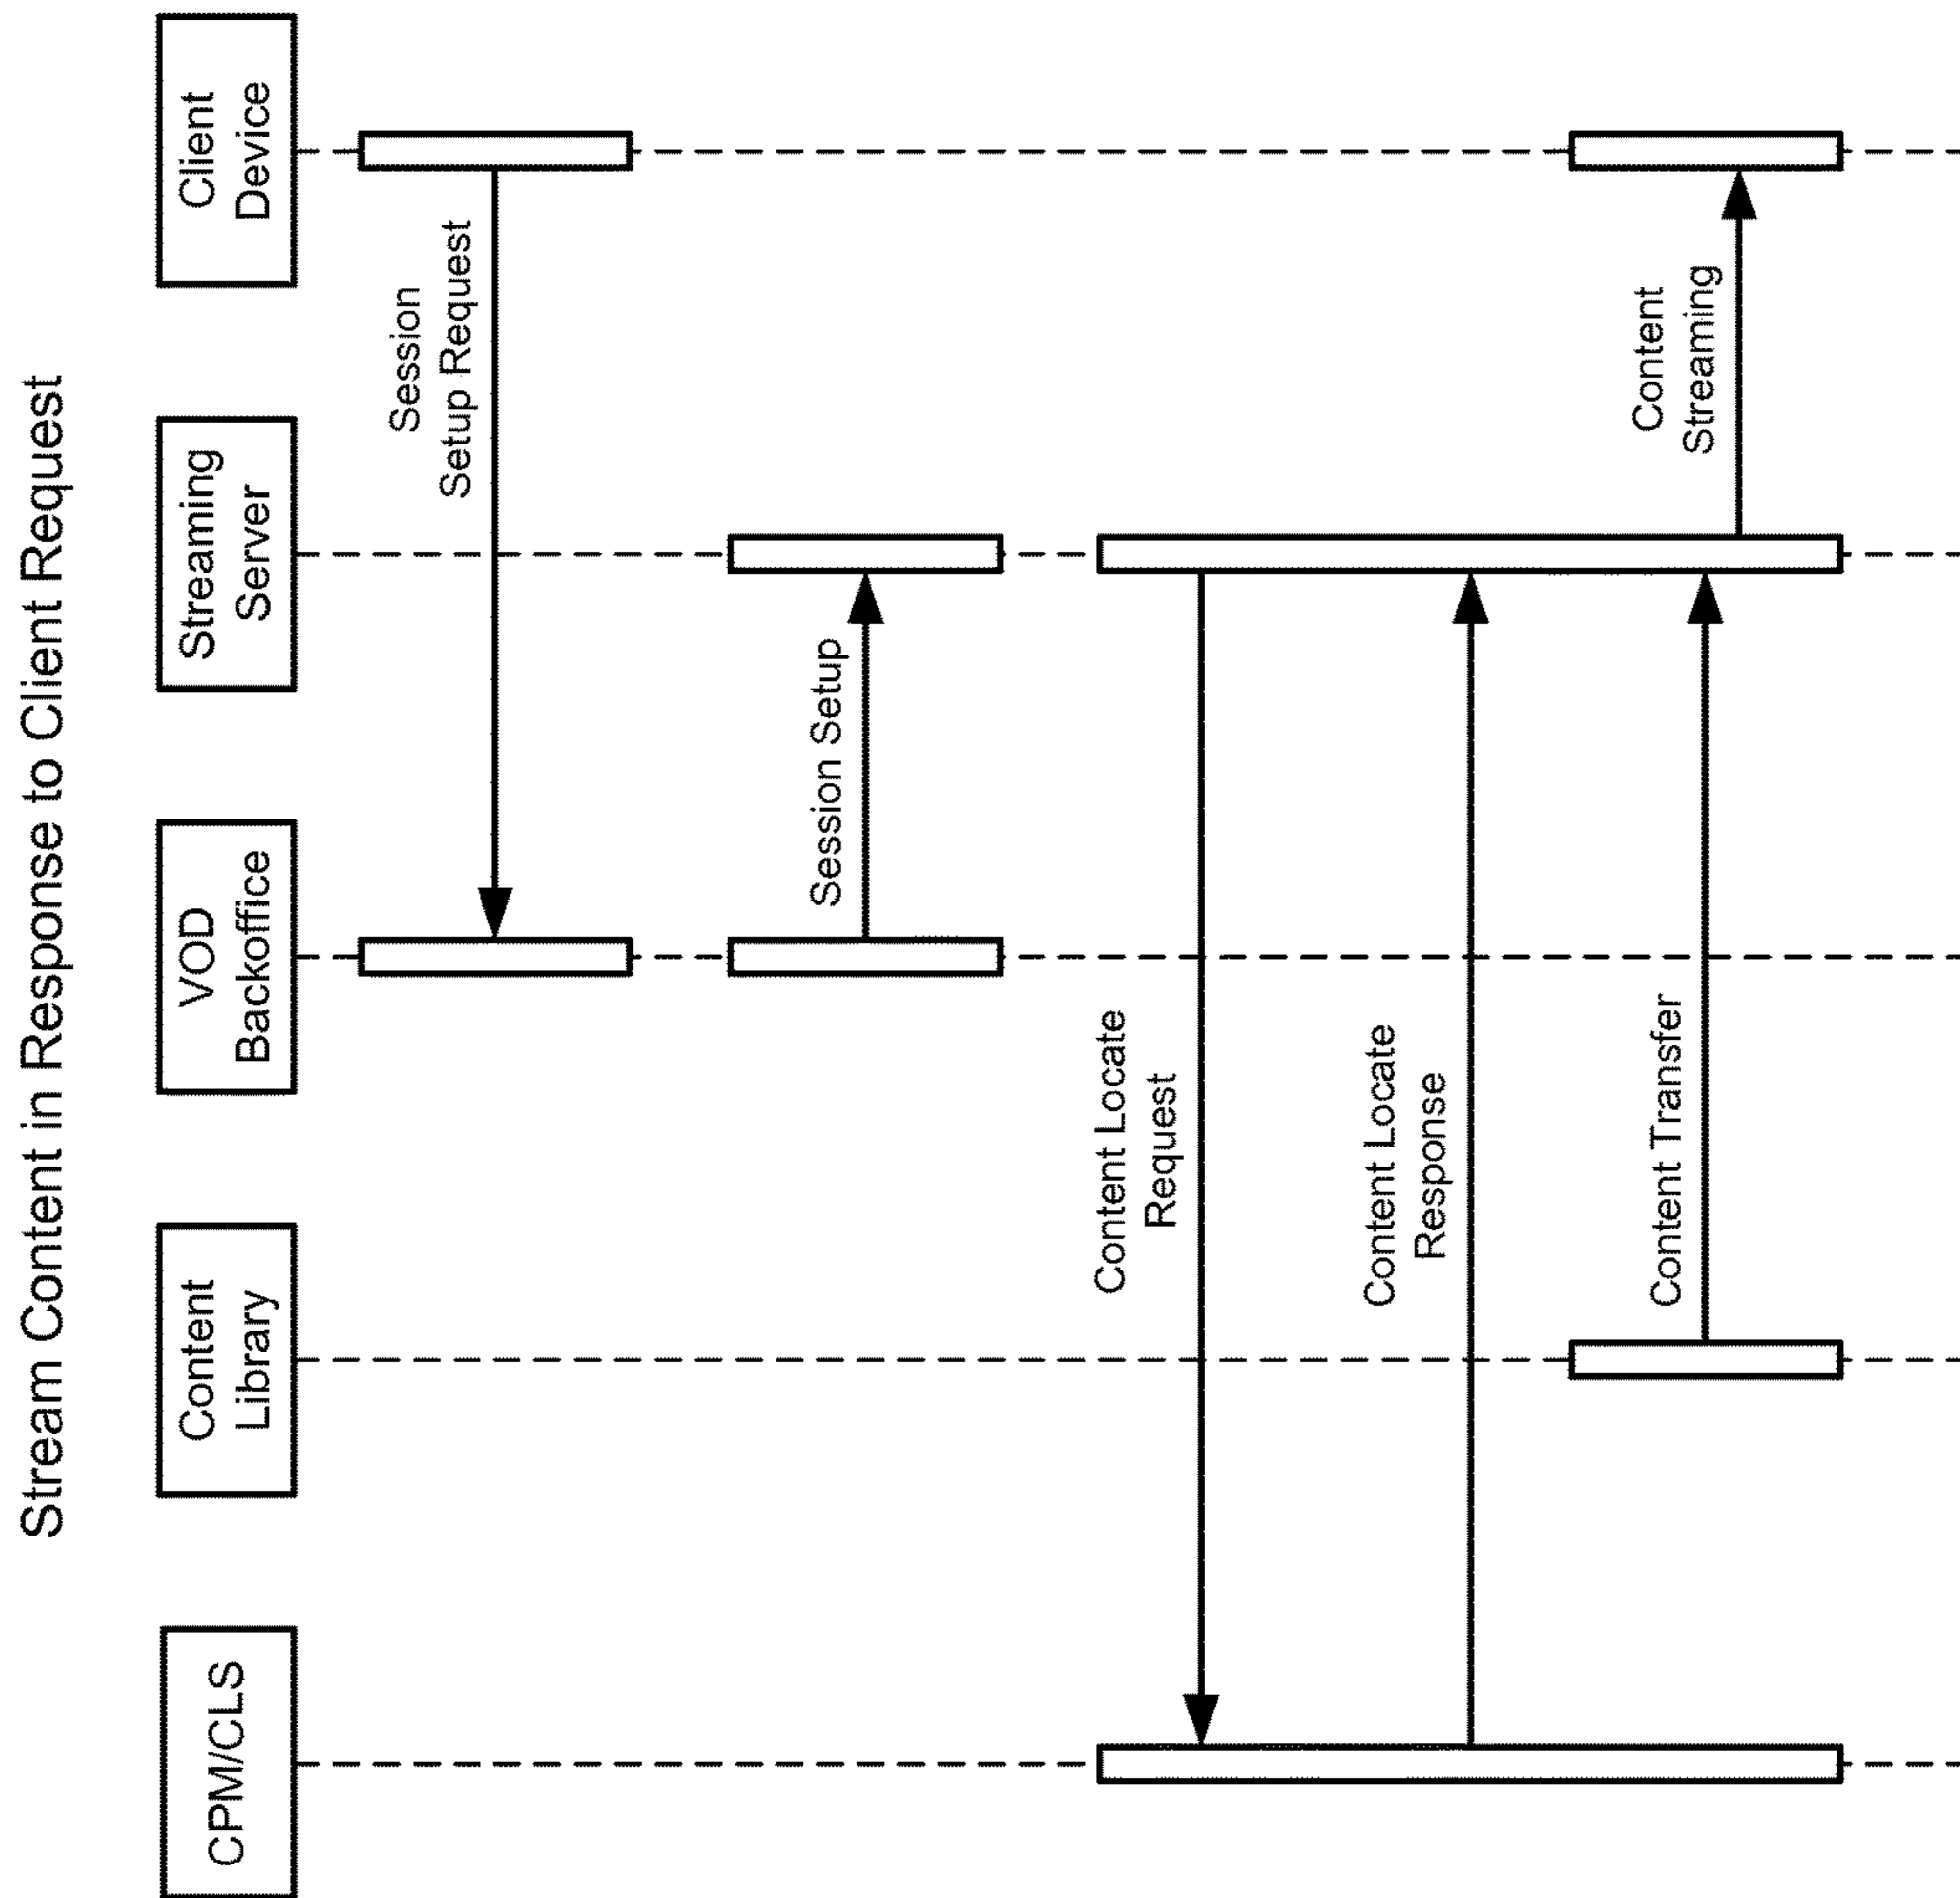 Stream Content in Response to Client Request
CPM/CLS
Content
Library
VOD
Backoffice
Streaming
Server
Client
Device
Session
Setup Request
Session Setup
Content Locate
Request
Content Locate
Response
Content Transfer
Content
Streaming